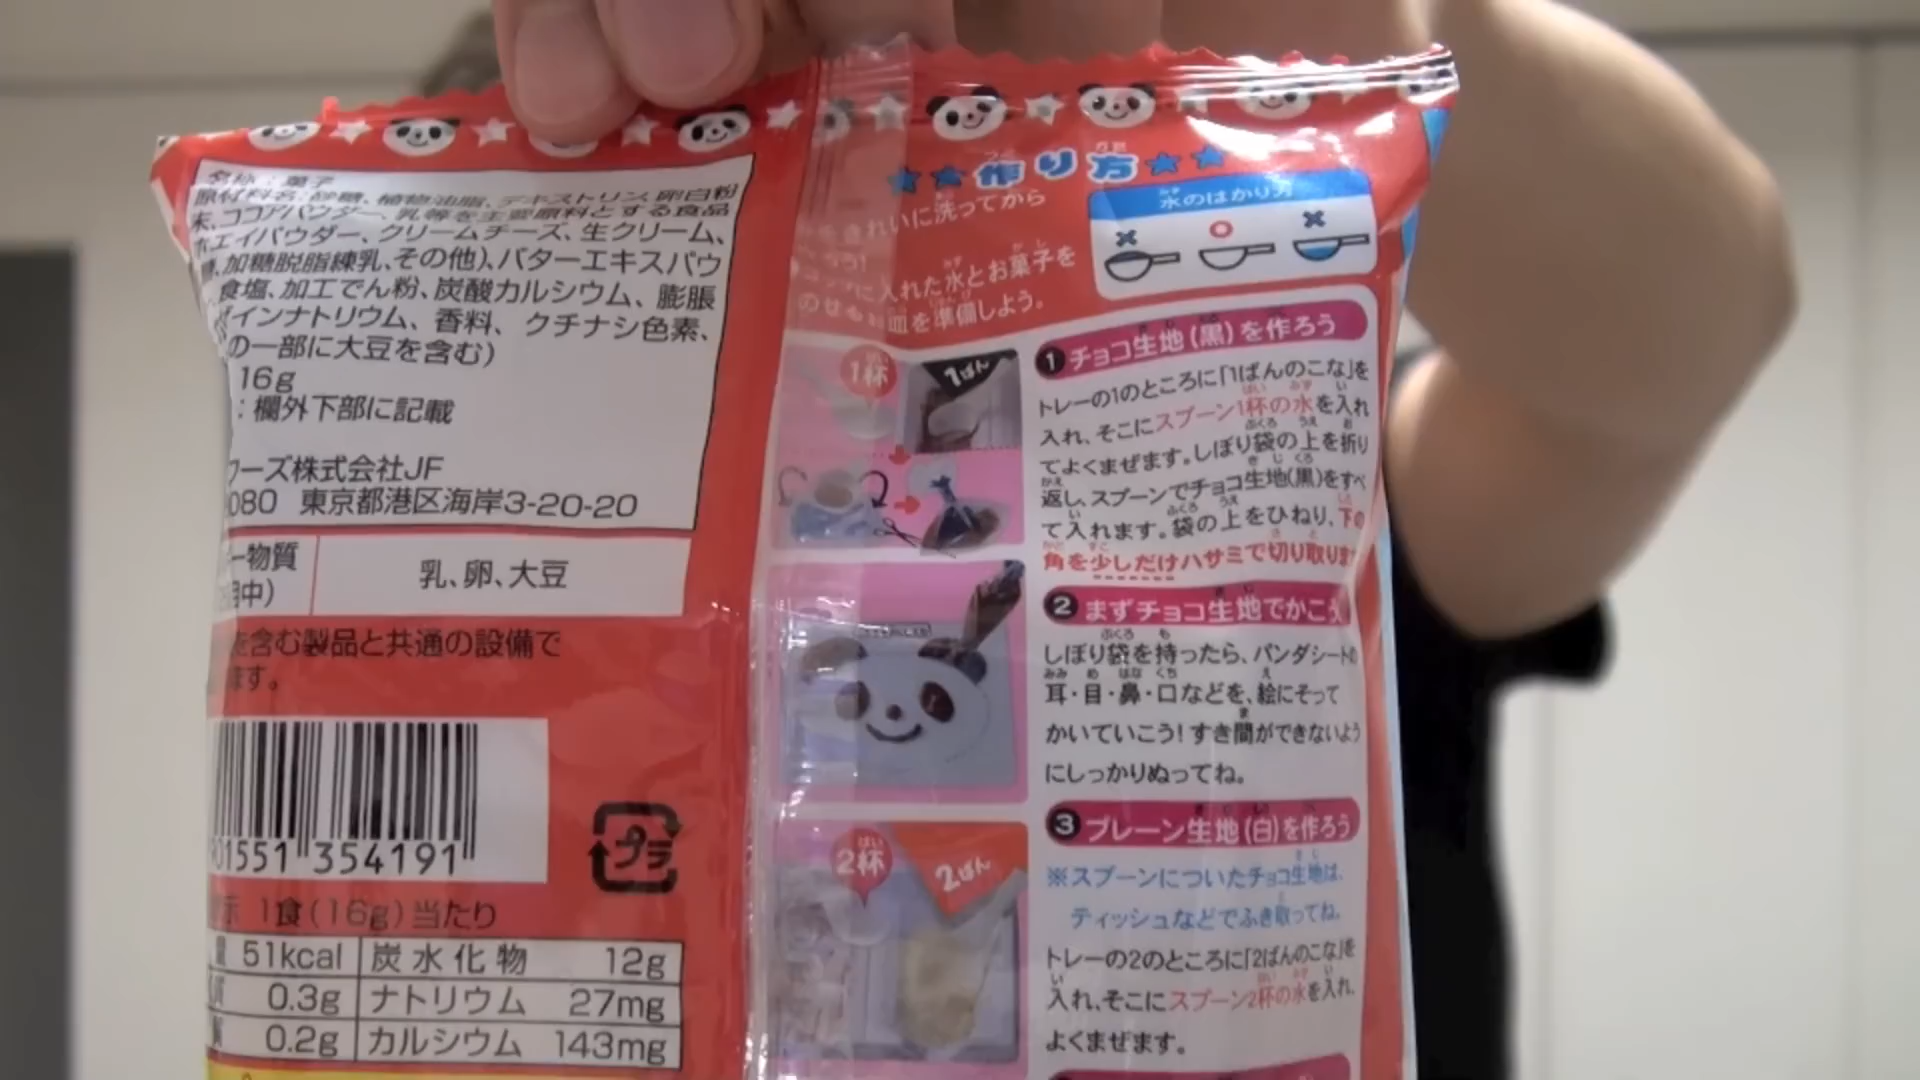 名称：菓子
原材料名：砂糖、植物油脂、デキストリン、卵白粉
末、ココアパウダー、乳等を主要原料とする食品
ホエイパウダー、クリームチーズ、生クリーム、
加糖脱脂練乳、その他)、バターエキスパウ
食塩、加工でん粉、炭酸カルシウム、膨脹
インナトリウム、香料、クチナシ色素、
の一部に大豆を含む)
16g
：欄外下部に記載
フーズ株式会社JF
080 東京都港区海岸3-20-20
物質
中)
乳、卵、大豆
を含む製品と共通の設備で
ます。
01551 354191
プラ
示 1食(16g)当たり
51kcal 炭水化物 12g
0.3g ナトリウム 27mg
0.2g カルシウム 143mg
★★作り方★★
きれいに洗ってから
に入れた水とお菓子を
のせる お皿を準備しよう。
水のはかり方
× ○ ×
1杯
1ばん
❶チョコ生地(黒)を作ろう
トレーの1のところに「1ばんのこな」を
入れ、そこにスプーン1杯の水を入れ
てよくまぜます。しぼり袋の上を折り
返し、スプーンでチョコ生地(黒)をすべ
て入れます。袋の上をひねり、下の
角を少しだけハサミで切り取りま
❷まずチョコ生地でかこう
しぼり袋を持ったら、パンダシートの
耳・目・鼻・口などを、絵にそって
かいていこう！すき間ができないよう
にしっかりぬってね。
2杯
2ばん
❸プレーン生地(白)を作ろう
※スプーンについたチョコ生地は、
ティッシュなどでふき取ってね。
トレーの2のところに「2ばんのこな」を
入れ、そこにスプーン2杯の水を入れ、
よくまぜます。